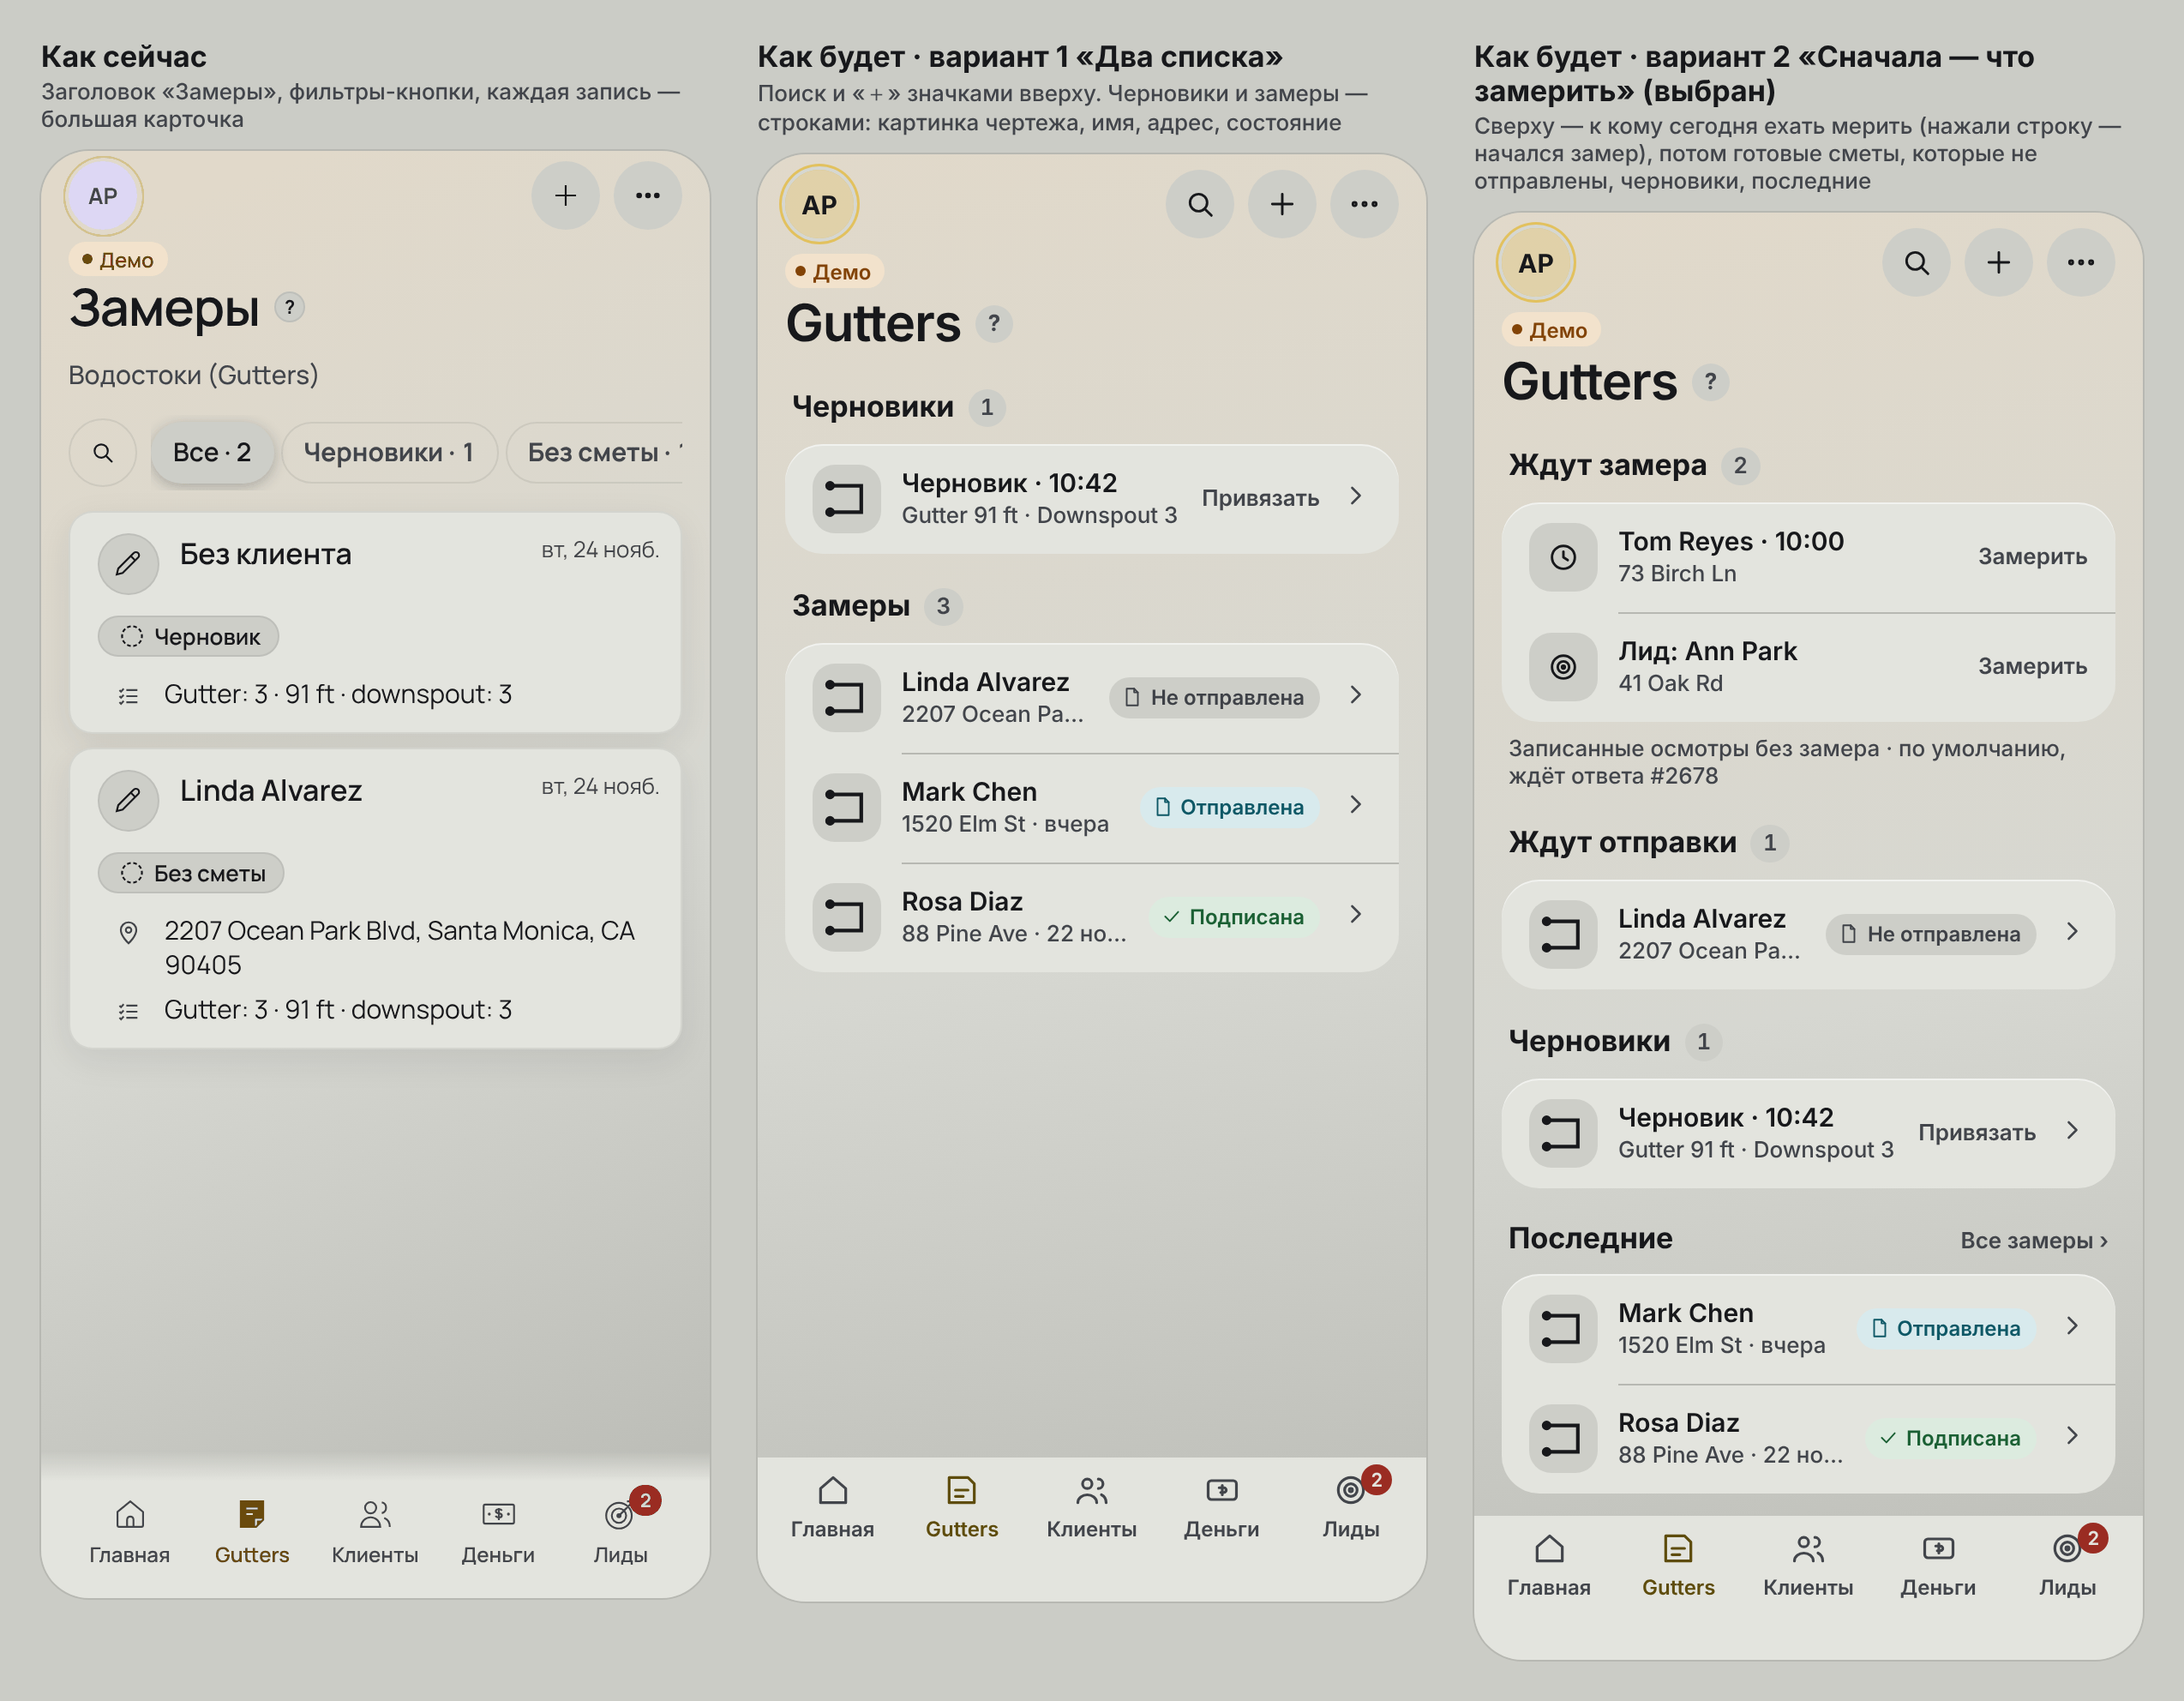 Как сейчас
Заголовок «Замеры», фильтры-кнопки, каждая запись —
большая карточка
AP
Демо
Замеры ?
Водостоки (Gutters)
Все · 2
Черновики · 1
Без сметы ·
Без клиента
вт, 24 нояб.
Черновик
Gutter: 3 · 91 ft · downspout: 3
Linda Alvarez
вт, 24 нояб.
Без сметы
2207 Ocean Park Blvd, Santa Monica, CA
90405
Gutter: 3 · 91 ft · downspout: 3
Главная
Gutters
Клиенты
Деньги
2
Лиды
Как будет · вариант 1 «Два списка»
Поиск и «+» значками вверху. Черновики и замеры —
строками: картинка чертежа, имя, адрес, состояние
AP
Демо
Gutters ?
Черновики 1
Черновик · 10:42
Gutter 91 ft · Downspout 3
Привязать
Замеры 3
Linda Alvarez
2207 Ocean Pa...
Не отправлена
Mark Chen
1520 Elm St · вчера
Отправлена
Rosa Diaz
88 Pine Ave · 22 но...
Подписана
Главная
Gutters
Клиенты
Деньги
2
Лиды
Как будет · вариант 2 «Сначала — что
замерить» (выбран)
Сверху — к кому сегодня ехать мерить (нажали строку —
начался замер), потом готовые сметы, которые не
отправлены, черновики, последние
AP
Демо
Gutters ?
Ждут замера 2
Tom Reyes · 10:00
73 Birch Ln
Замерить
Лид: Ann Park
41 Oak Rd
Замерить
Записанные осмотры без замера · по умолчанию,
ждёт ответа #2678
Ждут отправки 1
Linda Alvarez
2207 Ocean Pa...
Не отправлена
Черновики 1
Черновик · 10:42
Gutter 91 ft · Downspout 3
Привязать
Последние
Все замеры ›
Mark Chen
1520 Elm St · вчера
Отправлена
Rosa Diaz
88 Pine Ave · 22 но...
Подписана
Главная
Gutters
Клиенты
Деньги
2
Лиды